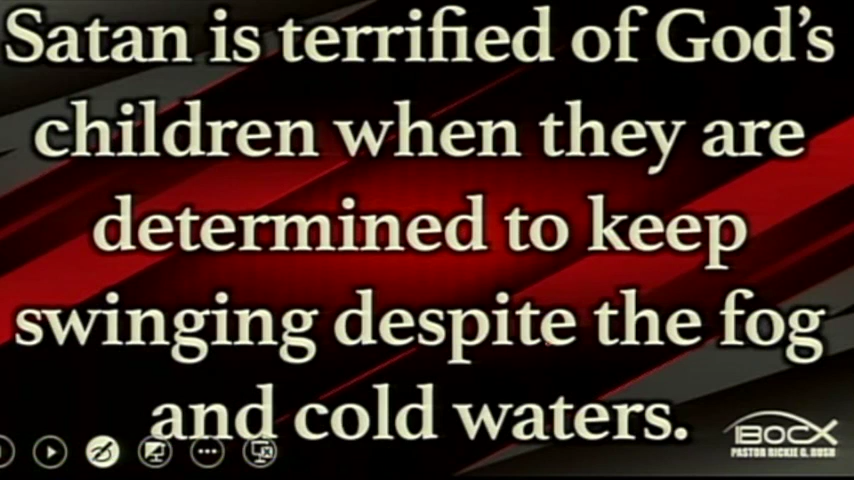 Satan is terrified of God's
children when they are
determined to keep
swinging despite the fog
and cold waters.
IBOCX
PASTOR RICKIE G. RUSH